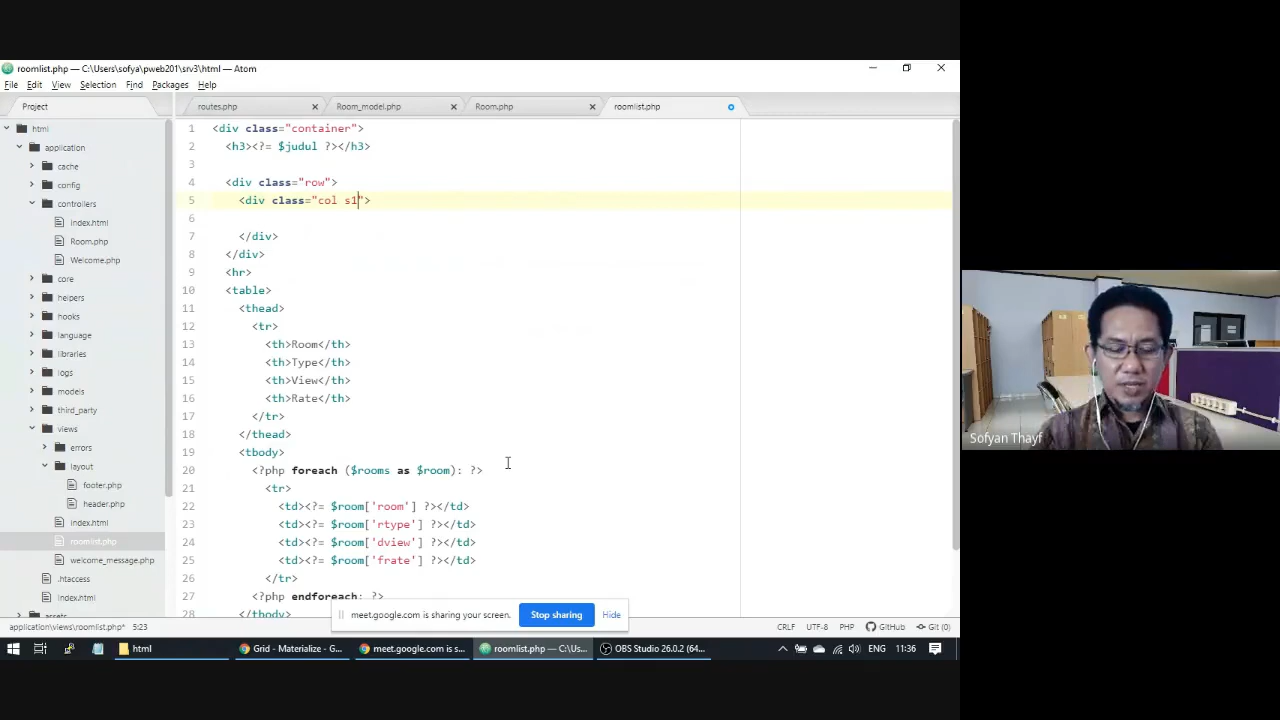 roomlist.php — C:\Users\sofya\pweb201\srv3\html — Atom
File Edit View Selection Find Packages Help
Project
routes.php
Room_model.php
Room.php
roomlist.php
html
application
cache
config
controllers
index.html
Room.php
Welcome.php
core
helpers
hooks
language
libraries
logs
models
third_party
views
errors
layout
footer.php
header.php
index.html
roomlist.php
welcome_message.php
.htaccess
index.html
assets
1 <div class="container">
2 <h3><?= $judul ?></h3>
3
4 <div class="row">
5 <div class="col s1">
6
7 </div>
8 </div>
9 <hr>
10 <table>
11 <thead>
12 <tr>
13 <th>Room</th>
14 <th>Type</th>
15 <th>View</th>
16 <th>Rate</th>
17 </tr>
18 </thead>
19 <tbody>
20 <?php foreach ($rooms as $room): ?>
21 <tr>
22 <td><?= $room['room'] ?></td>
23 <td><?= $room['rtype'] ?></td>
24 <td><?= $room['dview'] ?></td>
25 <td><?= $room['frate'] ?></td>
26 </tr>
27 <?php endforeach; ?>
28 </tbody>
meet.google.com is sharing your screen. Stop sharing Hide
application\views\roomlist.php* 5:23
CRLF UTF-8 PHP GitHub Git (0)
html
Grid - Materialize - G...
meet.google.com is s...
roomlist.php — C:\Us...
OBS Studio 26.0.2 (64...
ENG 11:36
Sofyan Thayf